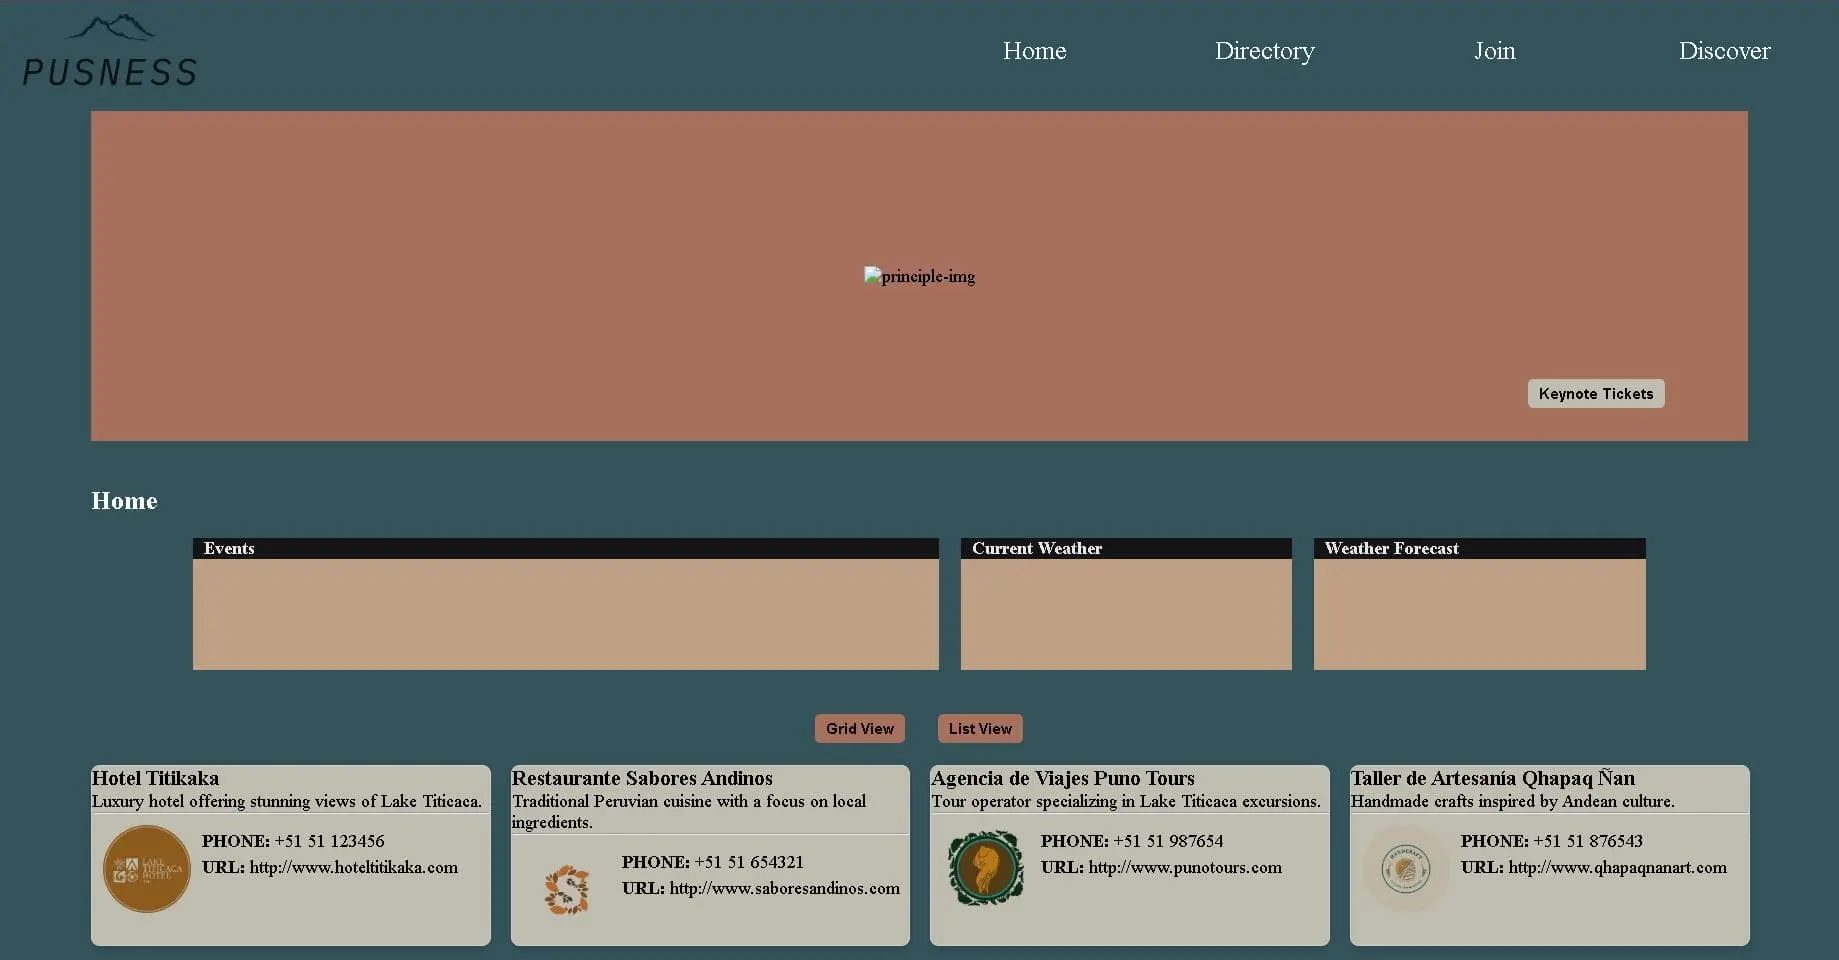 PUSNESS
Home
Directory
Join
Discover
principle-img
Keynote Tickets
Home
Events
Current Weather
Weather Forecast
Grid View
List View
Hotel Titikaka
Luxury hotel offering stunning views of Lake Titicaca.
LAKE
TITICACA
HOTEL
PHONE: +51 51 123456
URL: http://www.hoteltitikaka.com
Restaurante Sabores Andinos
Traditional Peruvian cuisine with a focus on local
ingredients.
S
PHONE: +51 51 654321
URL: http://www.saboresandinos.com
Agencia de Viajes Puno Tours
Tour operator specializing in Lake Titicaca excursions.
PHONE: +51 51 987654
URL: http://www.punotours.com
Taller de Artesanía Qhapaq Ñan
Handmade crafts inspired by Andean culture.
HANDCRAFT
PHONE: +51 51 876543
URL: http://www.qhapaqnanart.com